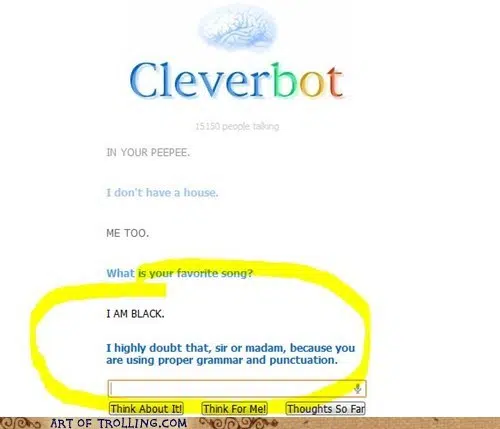 Cleverbot
15150 people talking
IN YOUR PEEPEE.
I don't have a house.
ME TOO.
What is your favorite song?
I AM BLACK.
I highly doubt that, sir or madam, because you
are using proper grammar and punctuation.
Think About It! Think For Me! Thoughts So Far
ART OF TROLLING.COM